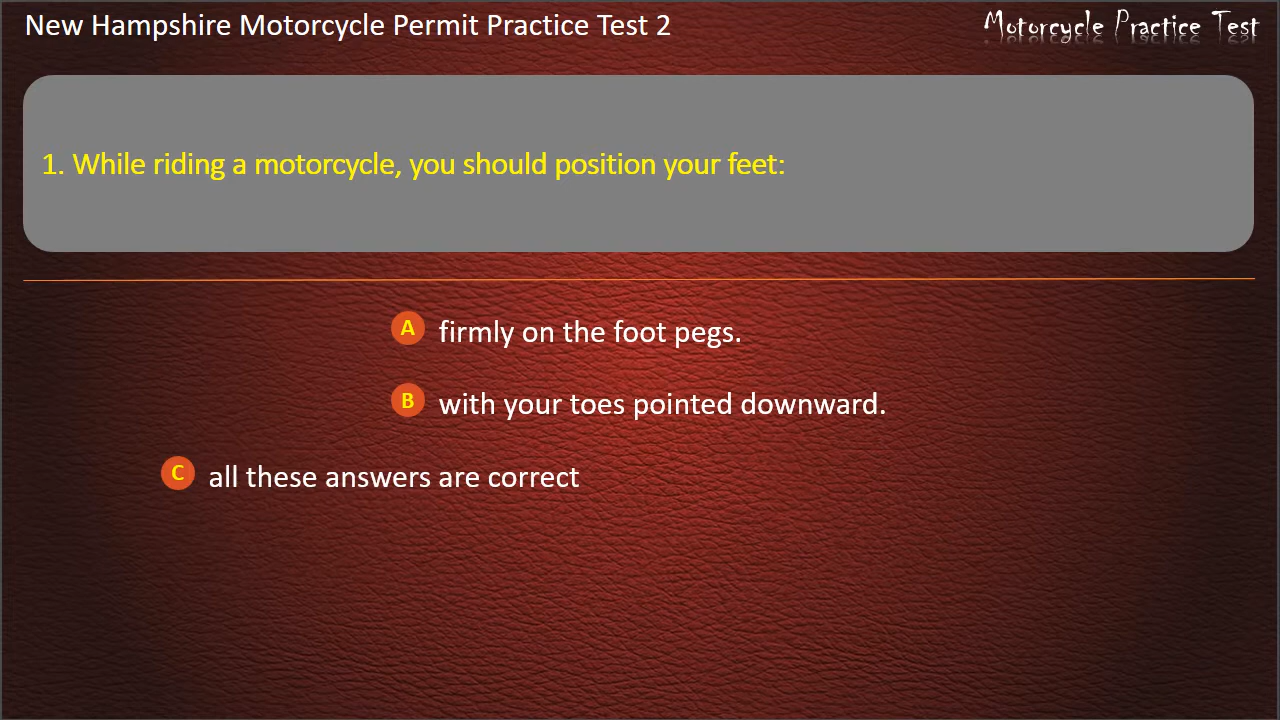 New Hampshire Motorcycle Permit Practice Test 2
Motorcycle Practice Test
1. While riding a motorcycle, you should position your feet:
A firmly on the foot pegs.
B with your toes pointed downward.
C all these answers are correct